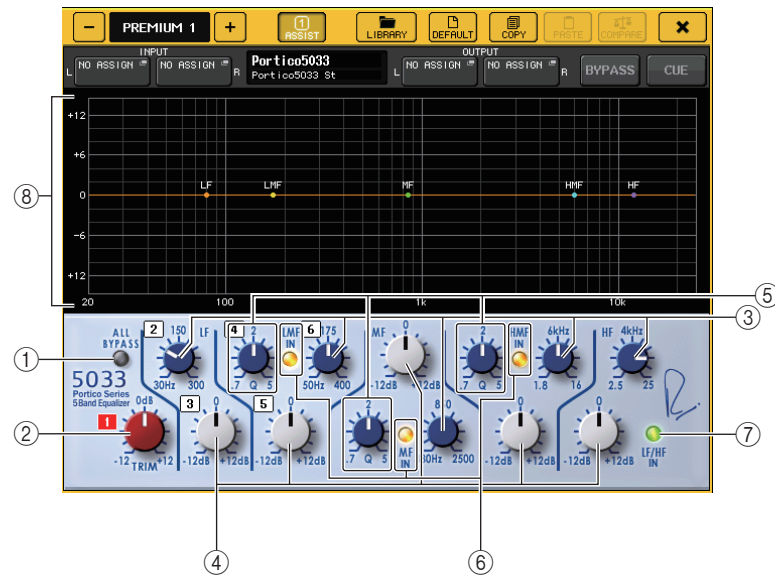 − PREMIUM 1 +
1 ASSIST
LIBRARY
DEFAULT
COPY
PASTE
COMPARE
×
INPUT
L NO ASSIGN NO ASSIGN R
Portico5033
Portico5033 St
OUTPUT
L NO ASSIGN NO ASSIGN R
BYPASS
CUE
+12
+6
0
-6
+12
LF LMF MF HMF HF
20 100 1k 10k
8
5
3
1
2
7
4
6
ALL BYPASS
2 150 LF
30Hz 300
4 2
.7 Q 5
LMF IN
6 175
50Hz 400
MF 0
-12dB +12dB
2
.7 Q 5
HMF IN
6kHz
1.8 16
HF 4kHz
2.5 25
5033
Portico Series
5Band Equalizer
1 0dB
-12 +12
TRIM
3 0
-12dB +12dB
5 0
-12dB +12dB
2
.7 Q 5
MF IN
2500
0
-12dB +12dB
0
-12dB +12dB
LF/HF IN